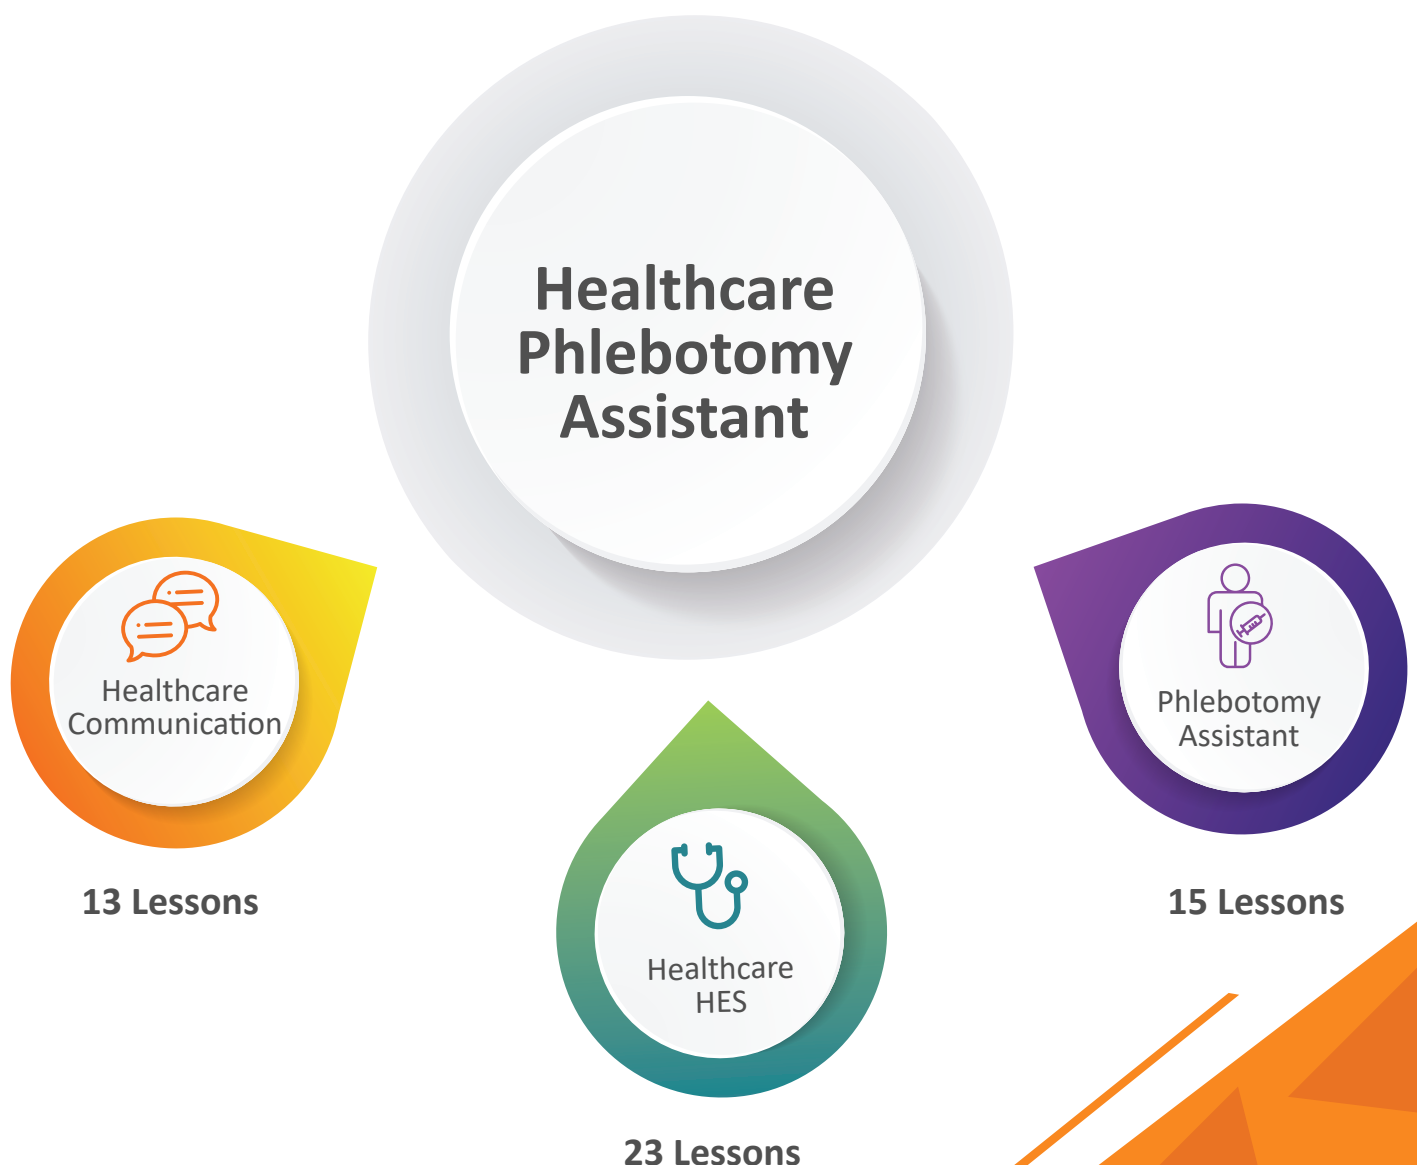 Healthcare
Phlebotomy
Assistant
Healthcare
Communication
13 Lessons
Healthcare
HES
23 Lessons
Phlebotomy
Assistant
15 Lessons